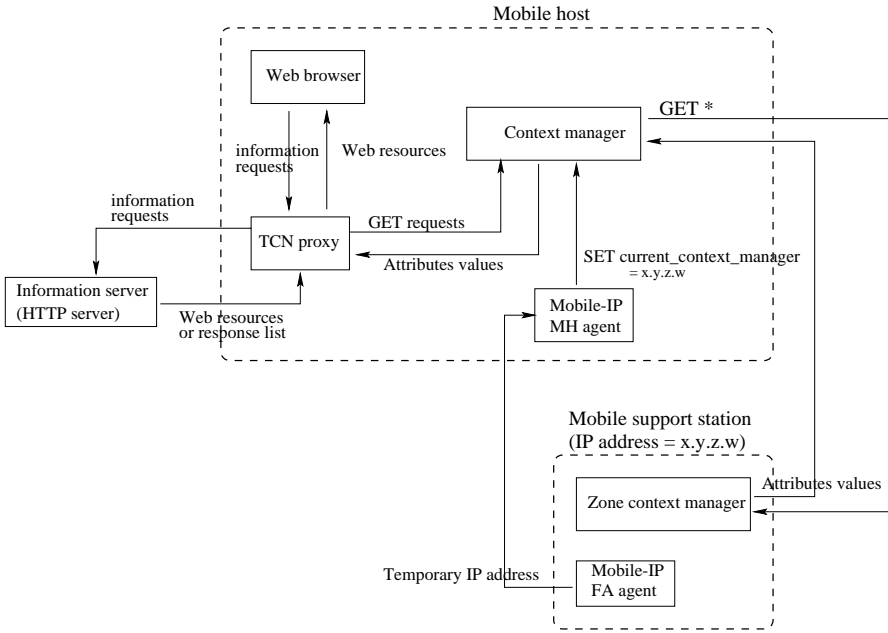 Mobile host
Web browser
GET *
Context manager
information
requests
Web resources
information
requests
GET requests
TCN proxy
Attributes values
SET current_context_manager
= x.y.z.w
Information server
(HTTP server)
Web resources
or response list
Mobile-IP
MH agent
Mobile support station
(IP address = x.y.z.w)
Attributes values
Zone context manager
Temporary IP address
Mobile-IP
FA agent